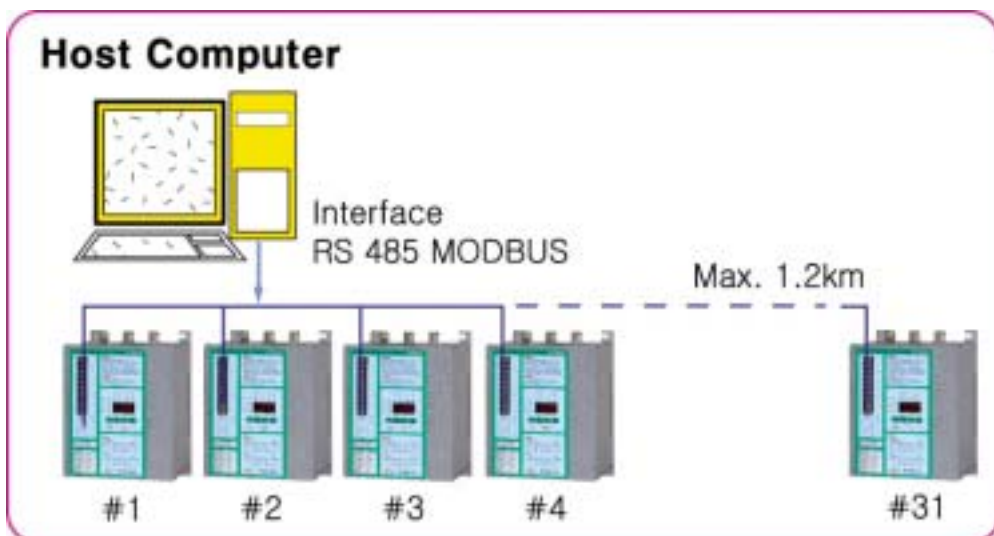 Host Computer
Interface
RS 485 MODBUS
Max. 1.2km
#1
#2
#3
#4
#31